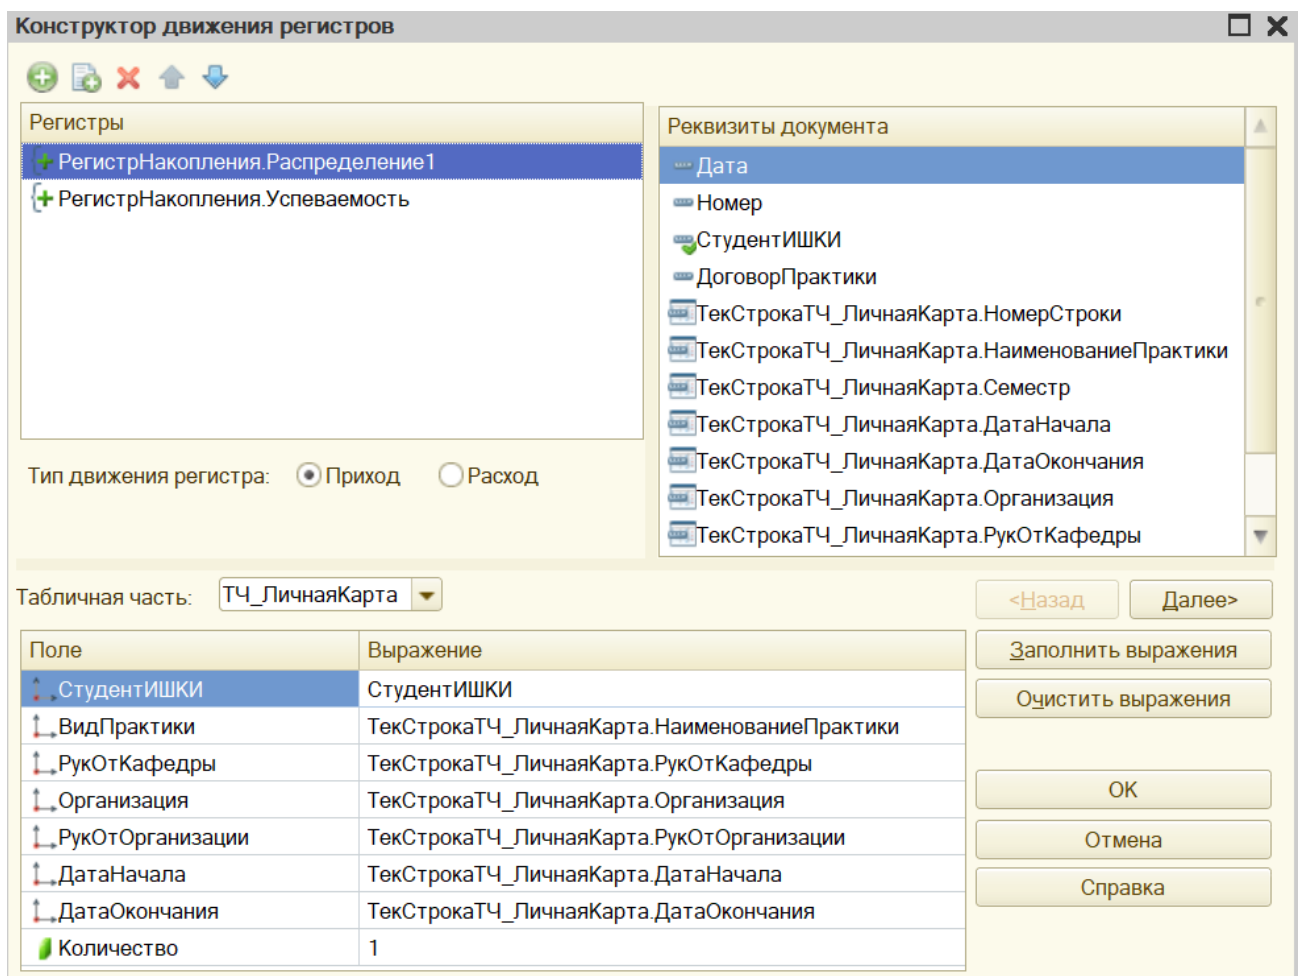 Конструктор движения регистров
Регистры
РегистрНакопления.Распределение1
РегистрНакопления.Успеваемость
Реквизиты документа
Дата
Номер
СтудентИШКИ
ДоговорПрактики
ТекСтрокаТЧ_ЛичнаяКарта.НомерСтроки
ТекСтрокаТЧ_ЛичнаяКарта.НаименованиеПрактики
ТекСтрокаТЧ_ЛичнаяКарта.Семестр
ТекСтрокаТЧ_ЛичнаяКарта.ДатаНачала
ТекСтрокаТЧ_ЛичнаяКарта.ДатаОкончания
ТекСтрокаТЧ_ЛичнаяКарта.Организация
ТекСтрокаТЧ_ЛичнаяКарта.РукОтКафедры
Тип движения регистра: Приход Расход
Табличная часть: ТЧ_ЛичнаяКарта <Назад Далее>
Поле Выражение
СтудентИШКИ СтудентИШКИ
ВидПрактики ТекСтрокаТЧ_ЛичнаяКарта.НаименованиеПрактики
РукОтКафедры ТекСтрокаТЧ_ЛичнаяКарта.РукОтКафедры
Организация ТекСтрокаТЧ_ЛичнаяКарта.Организация
РукОтОрганизации ТекСтрокаТЧ_ЛичнаяКарта.РукОтОрганизации
ДатаНачала ТекСтрокаТЧ_ЛичнаяКарта.ДатаНачала
ДатаОкончания ТекСтрокаТЧ_ЛичнаяКарта.ДатаОкончания
Количество 1
Заполнить выражения
Очистить выражения
ОК
Отмена
Справка